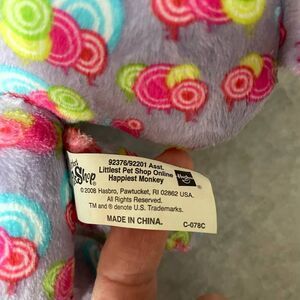 92376/92201 Asst.
Littlest Pet Shop Online
Happiest Monkey
Hasbro
Shop
©2008 Hasbro, Pawtucket, RI 02862 USA.
All Rights Reserved.
TM and ® denote U.S. Trademarks.
MADE IN CHINA.
C-078C